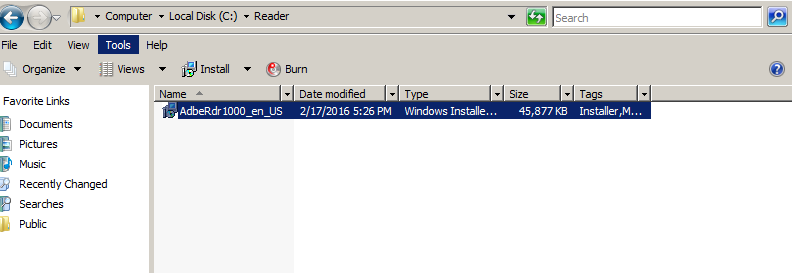 Computer Local Disk (C:) Reader Search
File Edit View Tools Help
Organize Views Install Burn
Favorite Links
Name Date modified Type Size Tags
AdbeRdr1000_en_US 2/17/2016 5:26 PM Windows Installe... 45,877 KB Installer,M...
Documents
Pictures
Music
Recently Changed
Searches
Public